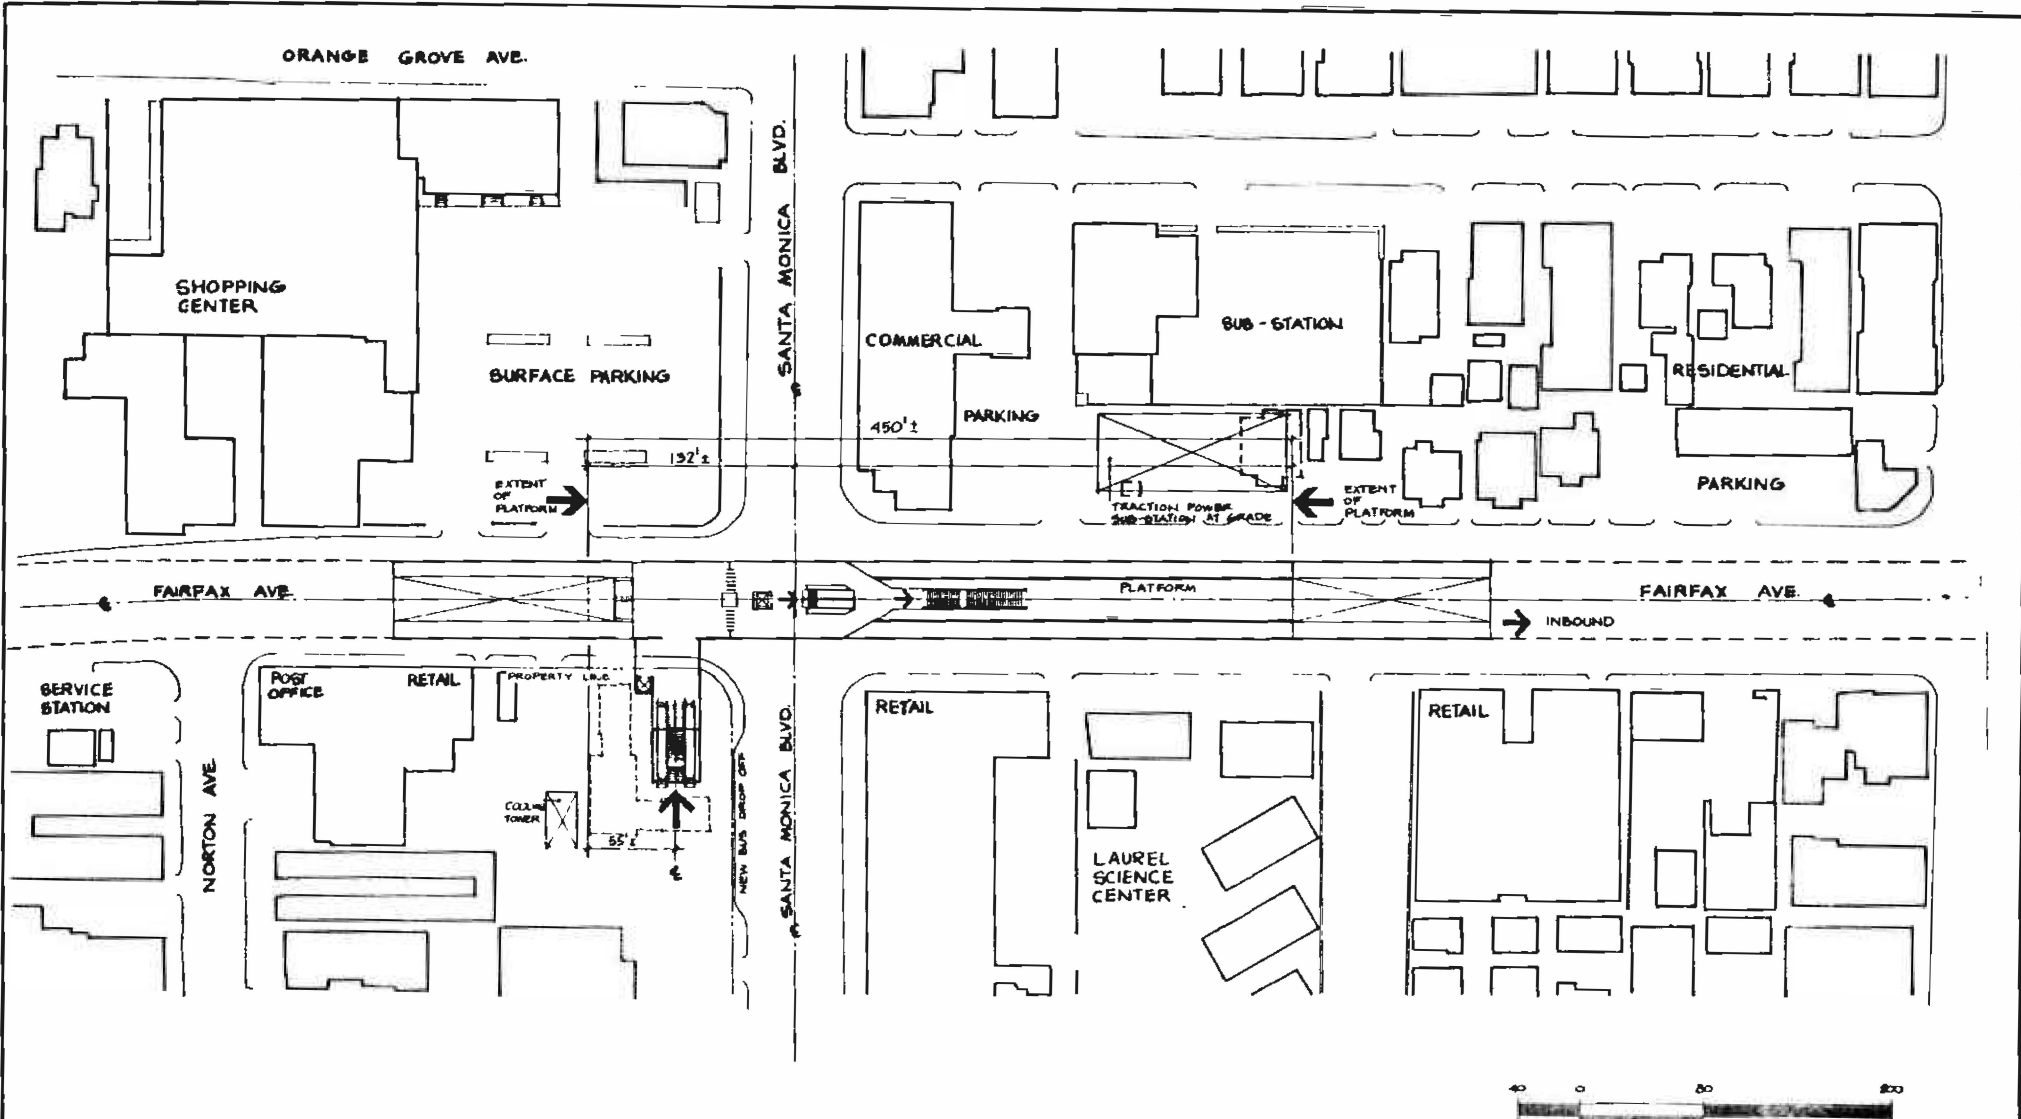 ORANGE GROVE AVE.
SANTA MONICA BLVD.
SHOPPING
CENTER
SURFACE PARKING
COMMERCIAL
PARKING
SUB-STATION
RESIDENTIAL
PARKING
450'±
132'±
EXTENT
OF
PLATFORM
TRACTION POWER
SUB-STATION AT GRADE
EXTENT
OF
PLATFORM
FAIRFAX AVE.
PLATFORM
FAIRFAX AVE.
INBOUND
SERVICE
STATION
POST
OFFICE
RETAIL
PROPERTY LINE
RETAIL
RETAIL
NORTON AVE.
COOLING
TOWER
55'±
NEW BUS DROP OFF
SANTA MONICA BLVD.
LAUREL
SCIENCE
CENTER
40 0 80 200